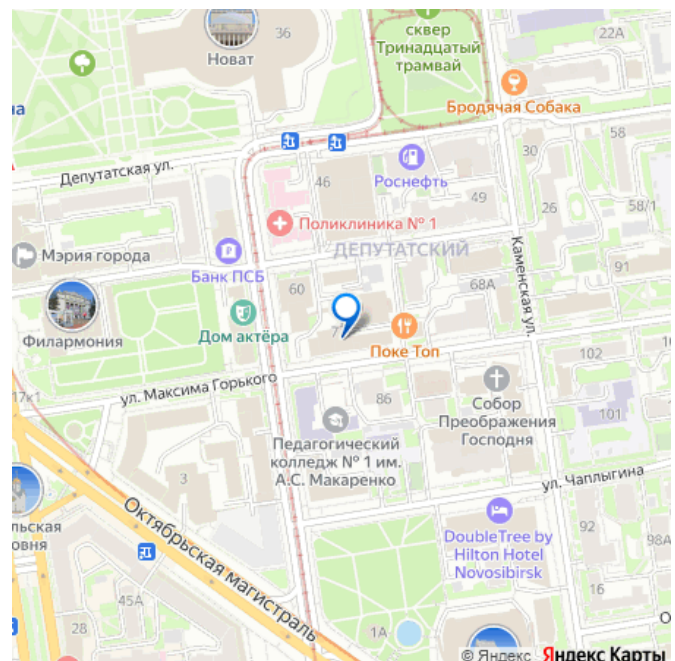 36
Новат
сквер
Тринадцатый
трамвай
22А
Бродячая Собака
на
Депутатская ул.
46
Роснефть
30
58
49
26
58/1
Поликлиника № 1
Мэрия города
Банк ПСБ
ДЕПУТАТСКИЙ
Каменская ул.
91
60
68А
Филармония
Дом актёра
Поке Топ
102
17к1
ул. Максима Горького
86
Собор
Преображения
Господня
101
Педагогический
колледж № 1 им.
А.С. Макаренко
3
ул. Чаплыгина
Октябрьская магистраль
льская
овня
DoubleTree by
Hilton Hotel
Novosibirsk
92
98А
45А
28
1А
16
О
© Яндекс Яндекс Карты